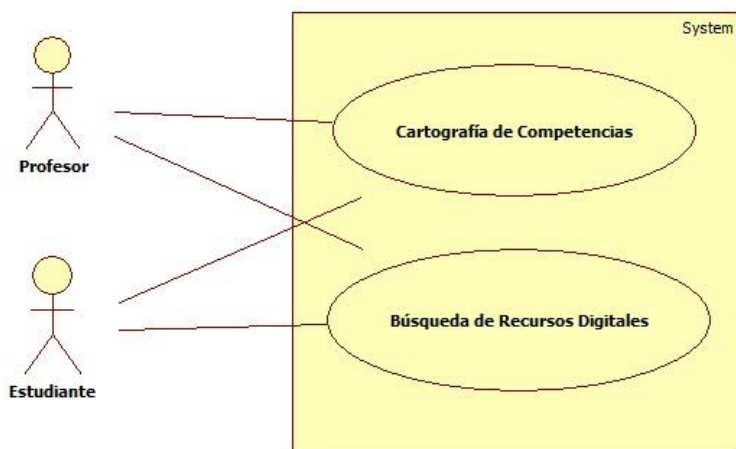 System
Cartografía de Competencias
Profesor
Búsqueda de Recursos Digitales
Estudiante